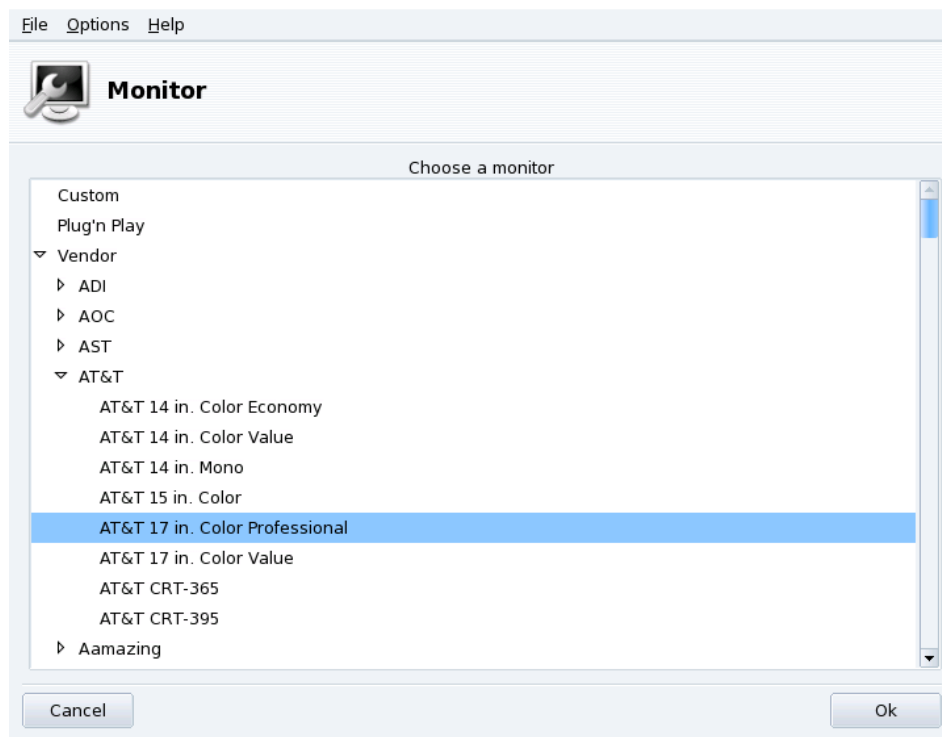 File Options Help
Monitor
Choose a monitor
Custom
Plug'n Play
Vendor
ADI
AOC
AST
AT&T
AT&T 14 in. Color Economy
AT&T 14 in. Color Value
AT&T 14 in. Mono
AT&T 15 in. Color
AT&T 17 in. Color Professional
AT&T 17 in. Color Value
AT&T CRT-365
AT&T CRT-395
Aamazing
Cancel Ok